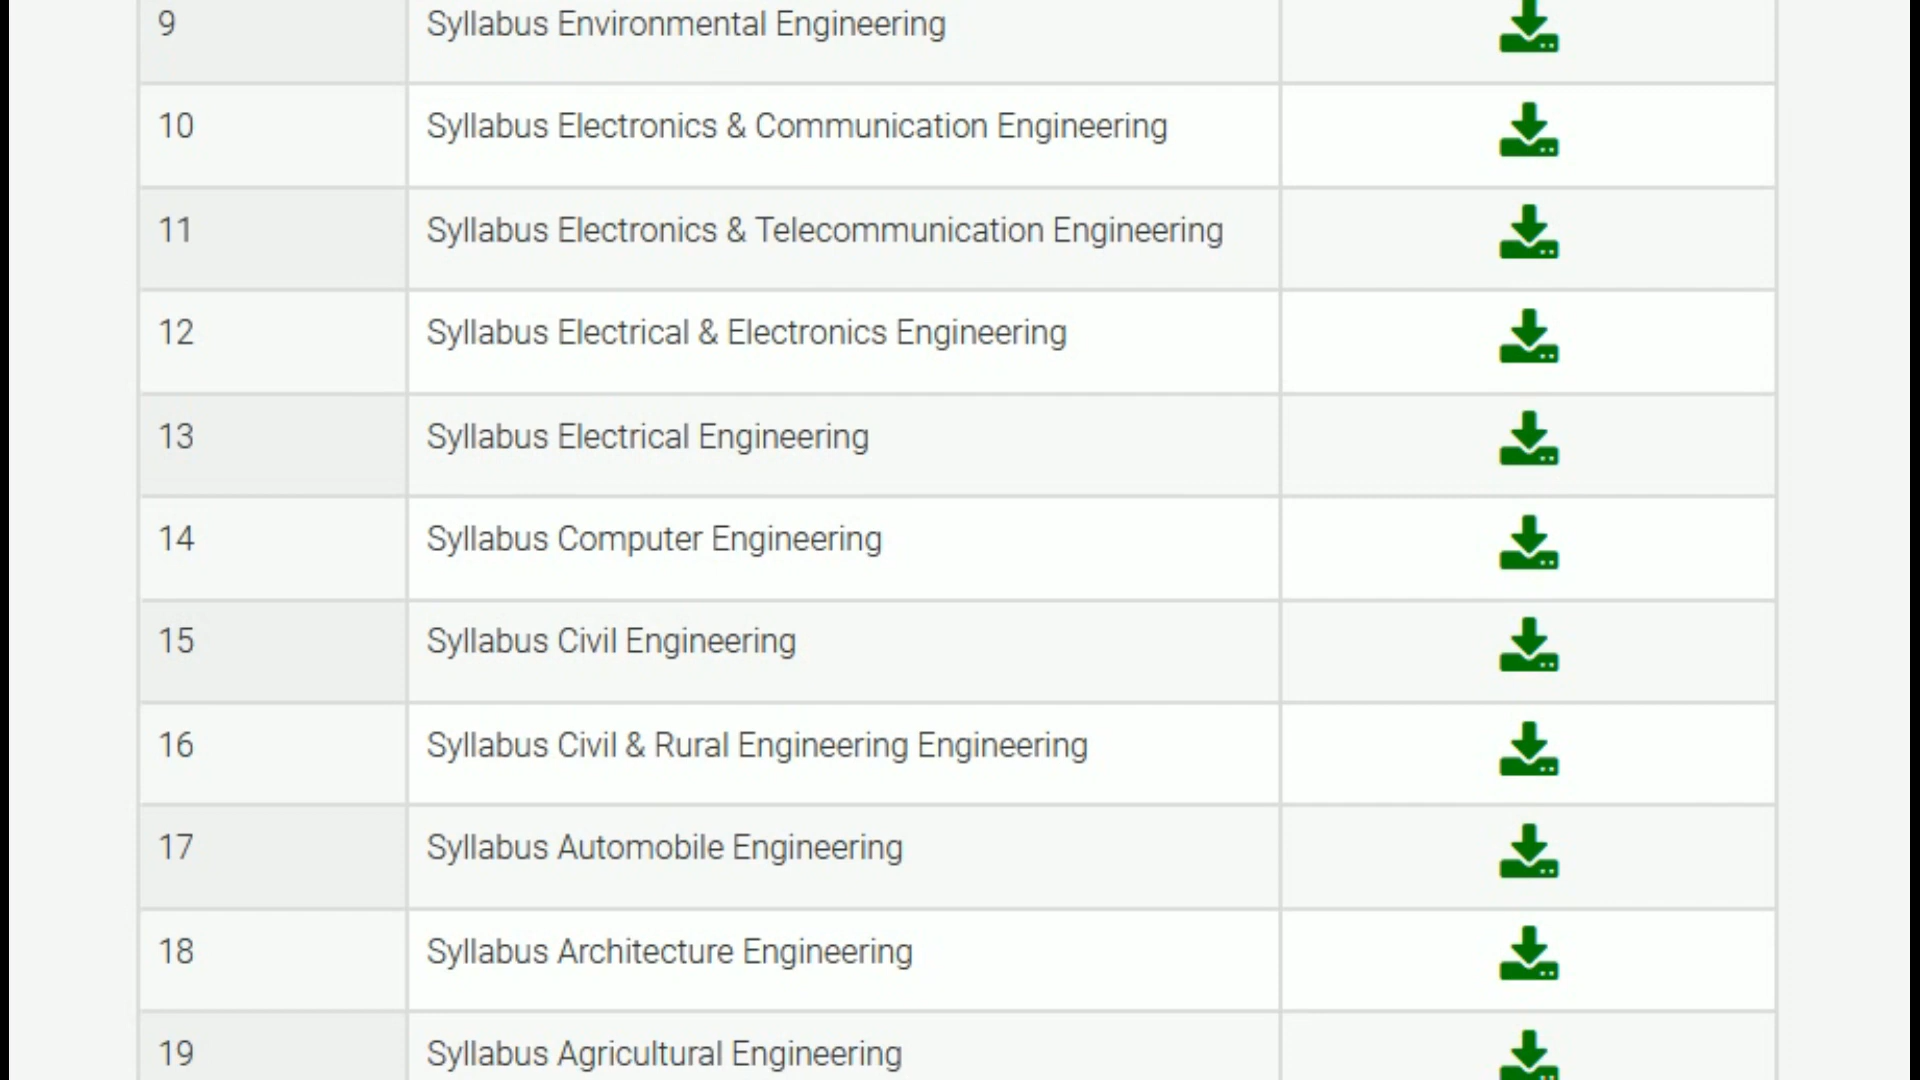 9 Syllabus Environmental Engineering
10 Syllabus Electronics & Communication Engineering
11 Syllabus Electronics & Telecommunication Engineering
12 Syllabus Electrical & Electronics Engineering
13 Syllabus Electrical Engineering
14 Syllabus Computer Engineering
15 Syllabus Civil Engineering
16 Syllabus Civil & Rural Engineering Engineering
17 Syllabus Automobile Engineering
18 Syllabus Architecture Engineering
19 Syllabus Agricultural Engineering